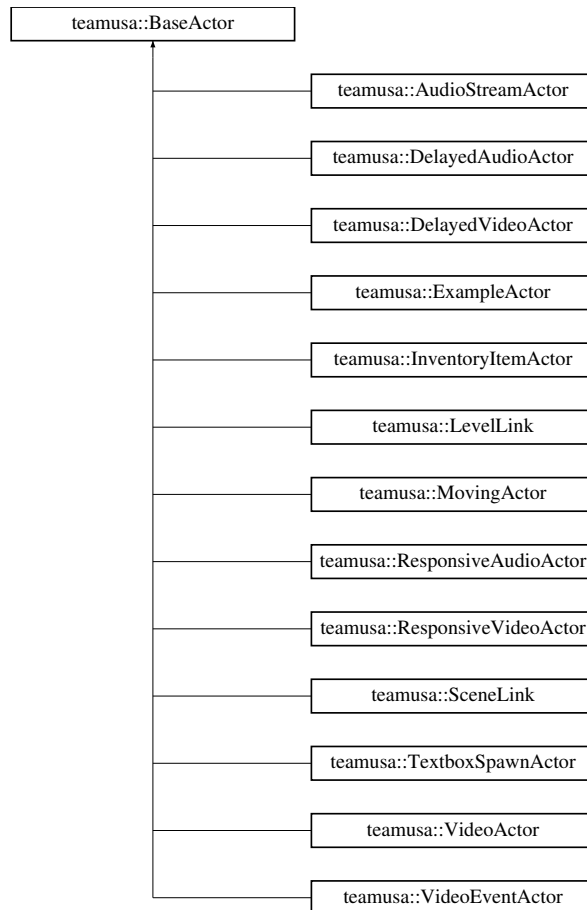 teamusa::BaseActor
teamusa::AudioStreamActor
teamusa::DelayedAudioActor
teamusa::DelayedVideoActor
teamusa::ExampleActor
teamusa::InventoryItemActor
teamusa::LevelLink
teamusa::MovingActor
teamusa::ResponsiveAudioActor
teamusa::ResponsiveVideoActor
teamusa::SceneLink
teamusa::TextboxSpawnActor
teamusa::VideoActor
teamusa::VideoEventActor